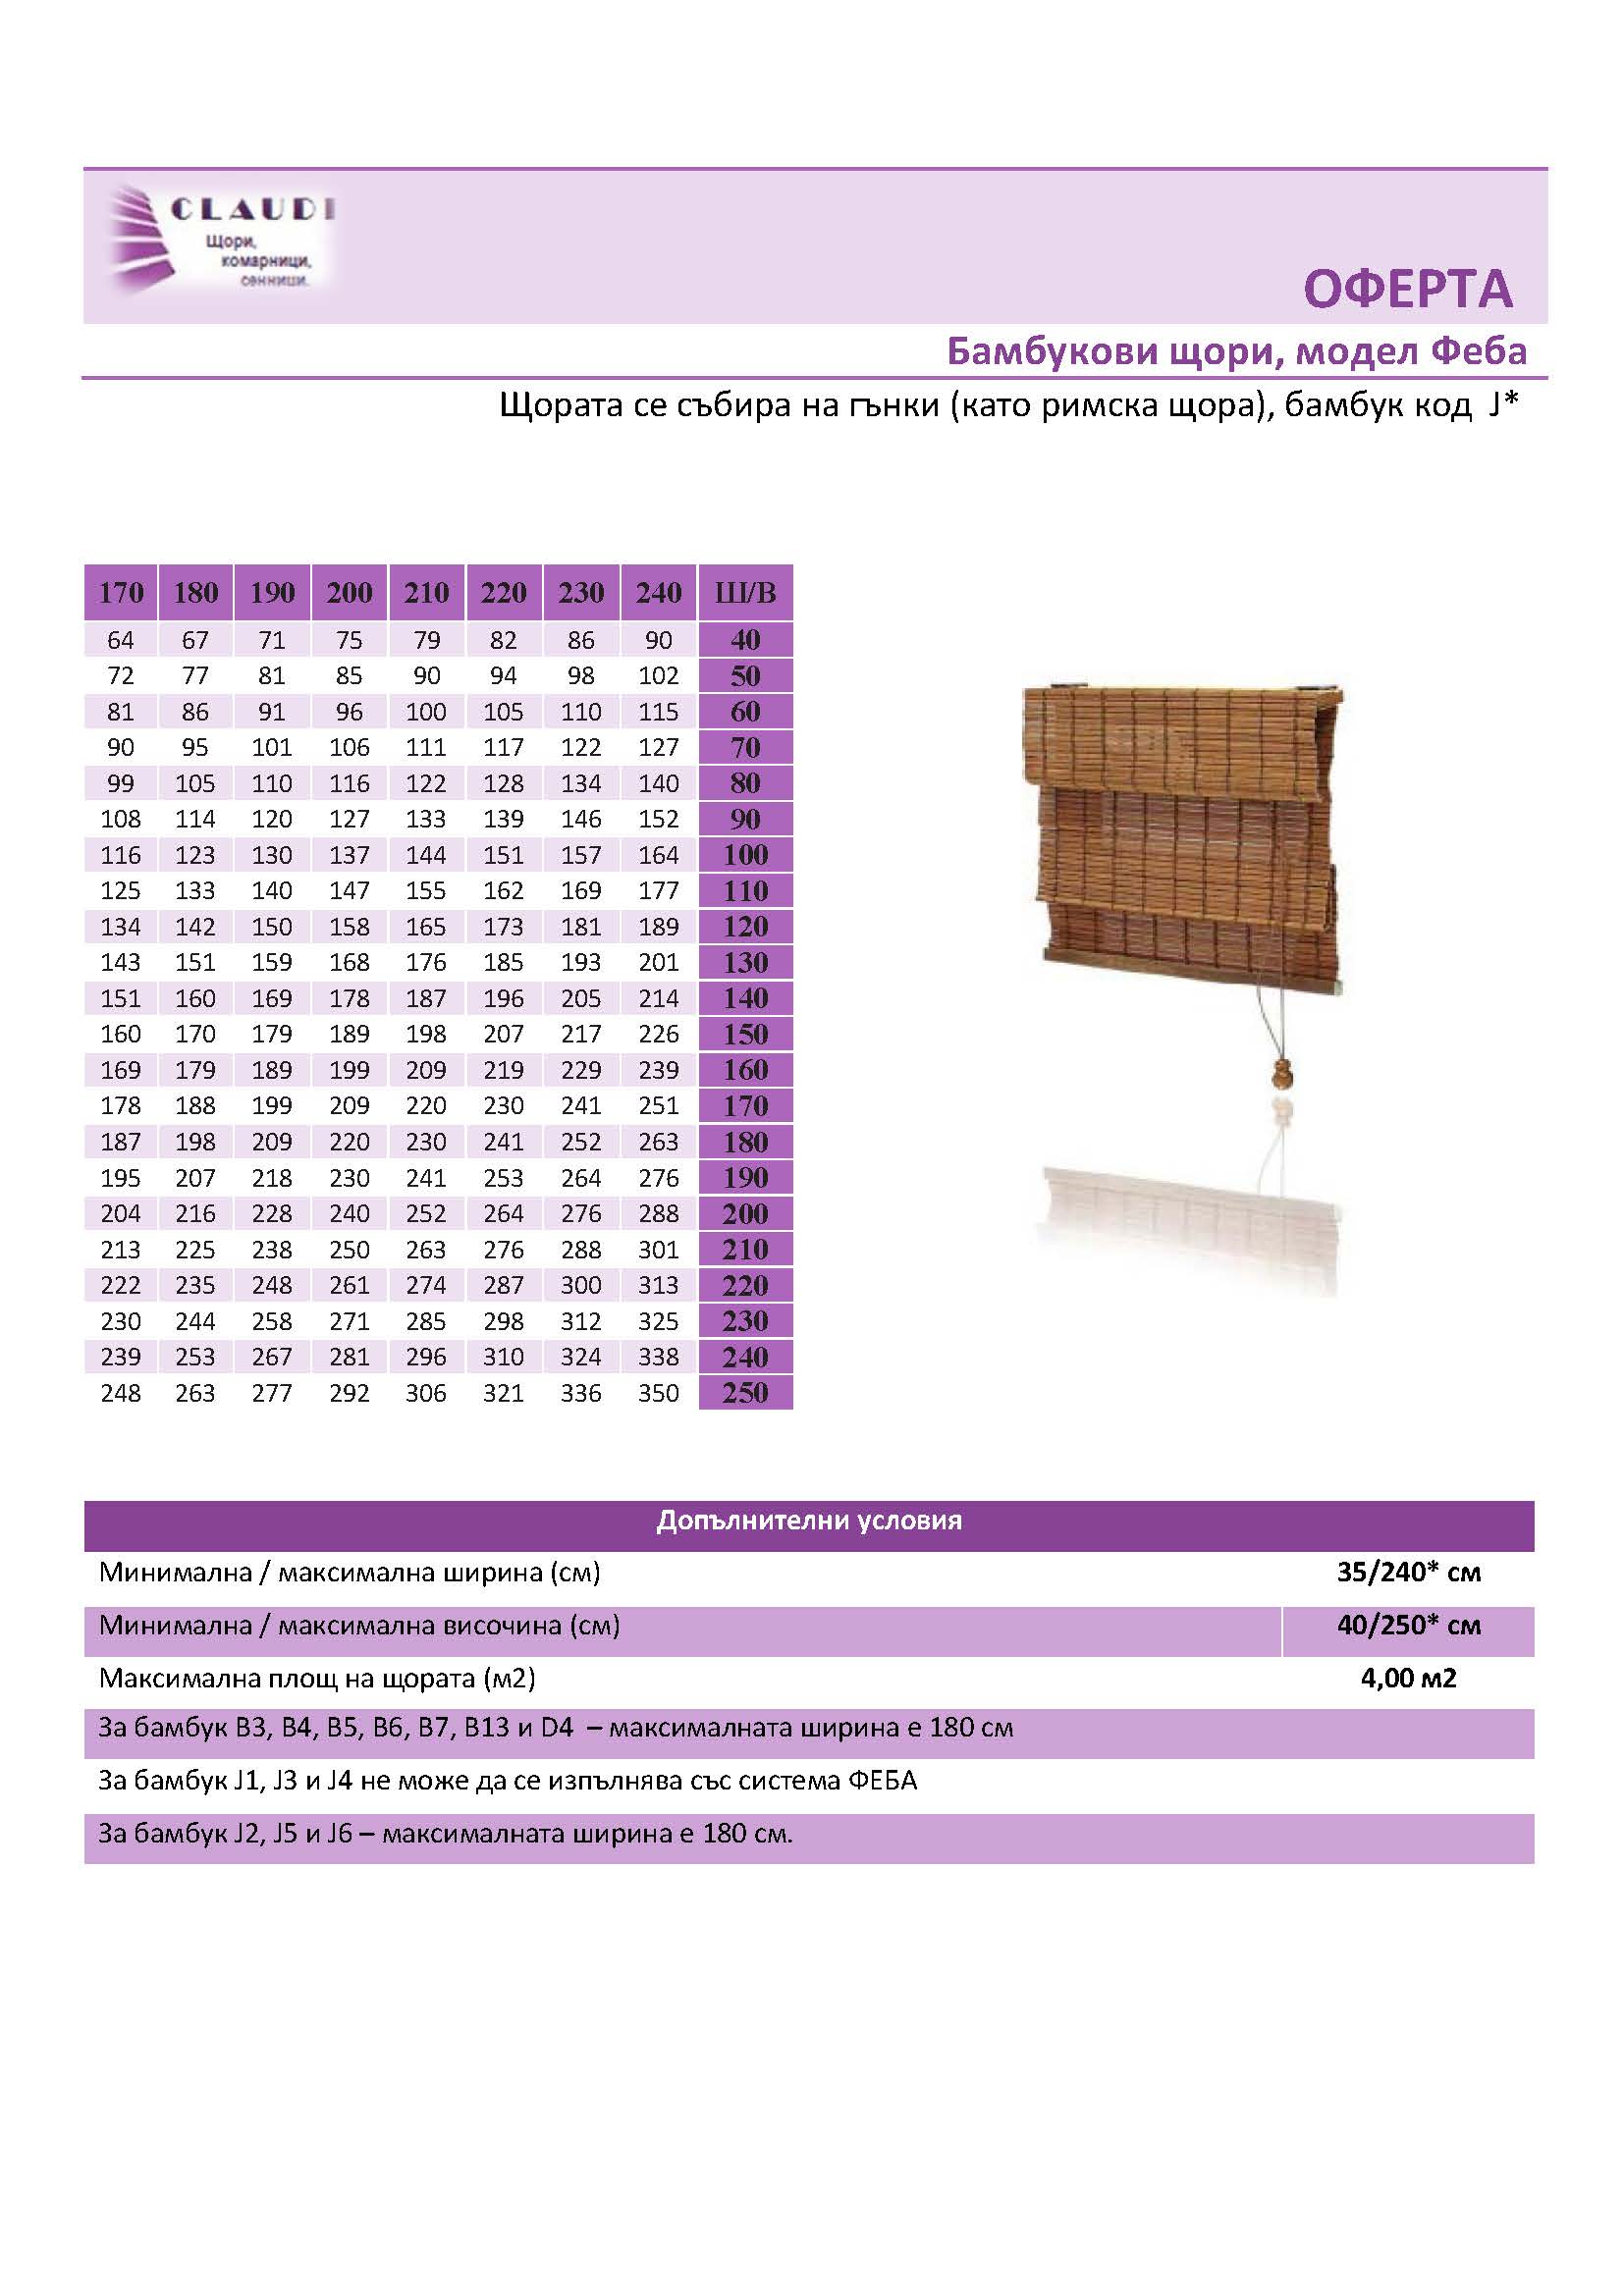 CLAUDI
Щори,
комарници,
сенници.
ОФЕРТА
Бамбукови щори, модел Феба
Щората се събира на гънки (като римска щора), бамбук код J*
170 180 190 200 210 220 230 240 Ш/В
64 67 71 75 79 82 86 90 40
72 77 81 85 90 94 98 102 50
81 86 91 96 100 105 110 115 60
90 95 101 106 111 117 122 127 70
99 105 110 116 122 128 134 140 80
108 114 120 127 133 139 146 152 90
116 123 130 137 144 151 157 164 100
125 133 140 147 155 162 169 177 110
134 142 150 158 165 173 181 189 120
143 151 159 168 176 185 193 201 130
151 160 169 178 187 196 205 214 140
160 170 179 189 198 207 217 226 150
169 179 189 199 209 219 229 239 160
178 188 199 209 220 230 241 251 170
187 198 209 220 230 241 252 263 180
195 207 218 230 241 253 264 276 190
204 216 228 240 252 264 276 288 200
213 225 238 250 263 276 288 301 210
222 235 248 261 274 287 300 313 220
230 244 258 271 285 298 312 325 230
239 253 267 281 296 310 324 338 240
248 263 277 292 306 321 336 350 250
Допълнителни условия
Минимална / максимална ширина (см) 35/240* см
Минимална / максимална височина (см) 40/250* см
Максимална площ на щората (м2) 4,00 м2
За бамбук B3, B4, B5, B6, B7, B13 и D4 – максималната ширина е 180 см
За бамбук J1, J3 и J4 не може да се изпълнява със система ФЕБА
За бамбук J2, J5 и J6 – максималната ширина е 180 см.